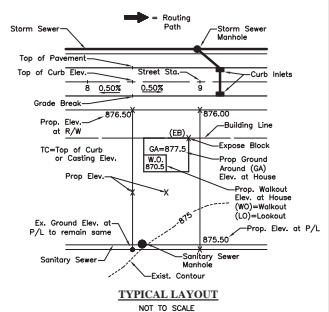 = Routing
Path
Storm Sewer
Storm Sewer
Manhole
Top of Pavement
Top of Curb Elev.
Street Sta.
Curb Inlets
8
0.50%
0.50%
9
Grade Break
876.50
876.00
Prop. Elev.
at R/W
Building Line
(EB)
Expose Block
TC=Top of Curb
or Casting Elev.
GA=877.5
Prop Ground
Around (GA)
Elev. at House
W.O.
870.5
Prop Elev.
Prop. Walkout
Elev. at House
(WO)=Walkout
(LO)=Lookout
875
Ex. Ground Elev. at
P/L to remain same
Prop. Elev. at P/L
875.50
Sanitary Sewer
Sanitary Sewer
Manhole
Exist. Contour
TYPICAL LAYOUT
NOT TO SCALE